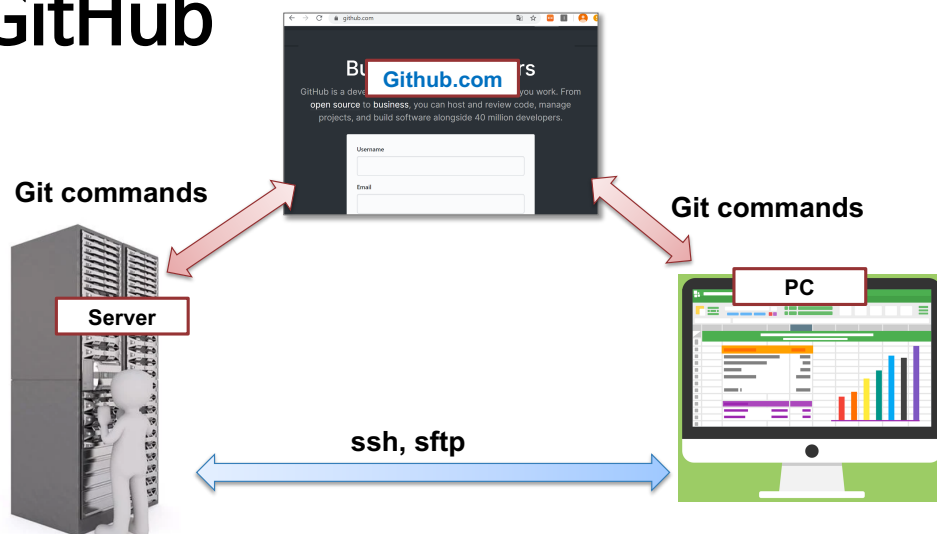 GitHub
github.com
Bu rs
Github.com
GitHub is a deve you work. From
open source to business, you can host and review code, manage
projects, and build software alongside 40 million developers.
Username
Email
Git commands
Git commands
Server
PC
ssh, sftp